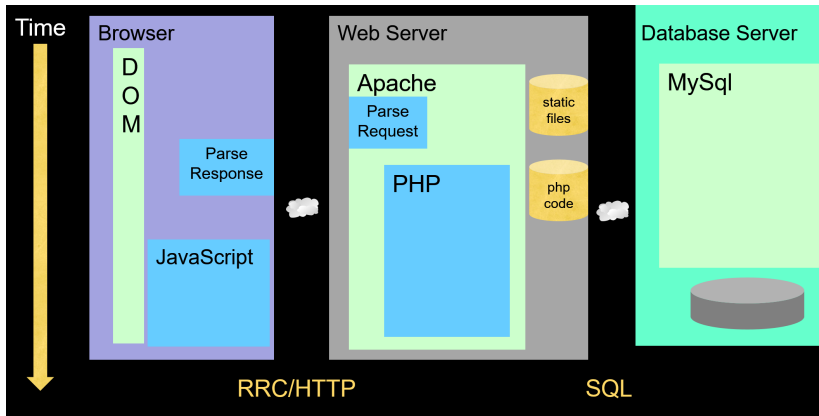 Time
Browser
D
O
M
Parse
Response
JavaScript
Web Server
Apache
Parse
Request
PHP
static
files
php
code
Database Server
MySql
RRC/HTTP
SQL